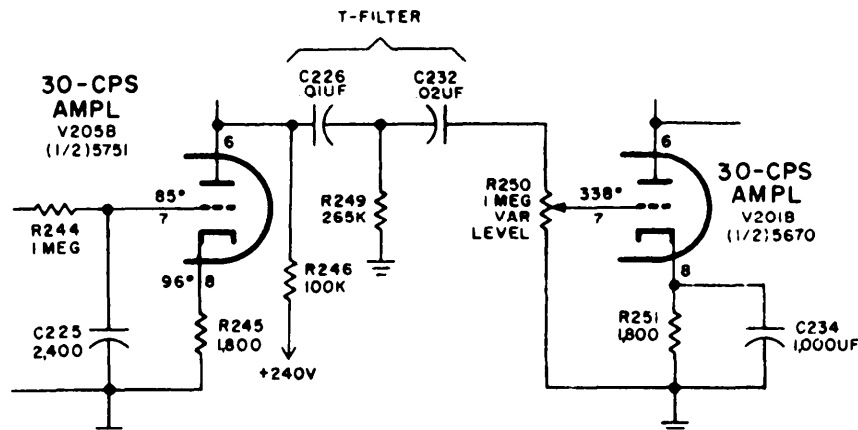 T-FILTER
C226
.01UF
C232
.02UF
30-CPS
AMPL
V205B
(1/2)5751
6
85°
7
R244
1 MEG
96° 8
C225
2,400
R245
1,800
R246
100K
+240V
R249
265K
R250
1 MEG
VAR
LEVEL
6
338°
7
30-CPS
AMPL
V201B
(1/2)5670
8
R251
1,800
C234
1,000UF